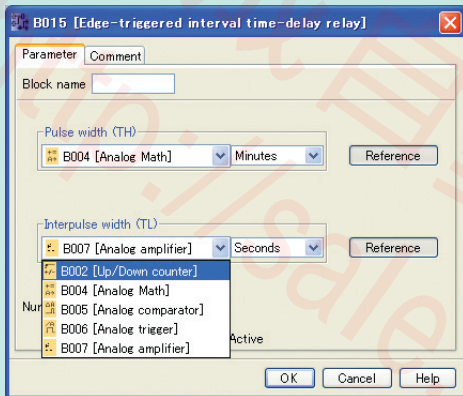 B015 [Edge-triggered interval time-delay relay]
Parameter Comment
Block name
Pulse width (TH)
B004 [Analog Math] Minutes Reference
Interpulse width (TL)
B007 [Analog amplifier] Seconds Reference
B002 [Up/Down counter]
B004 [Analog Math]
B005 [Analog comparator]
B006 [Analog trigger]
B007 [Analog amplifier]
Active
OK Cancel Help